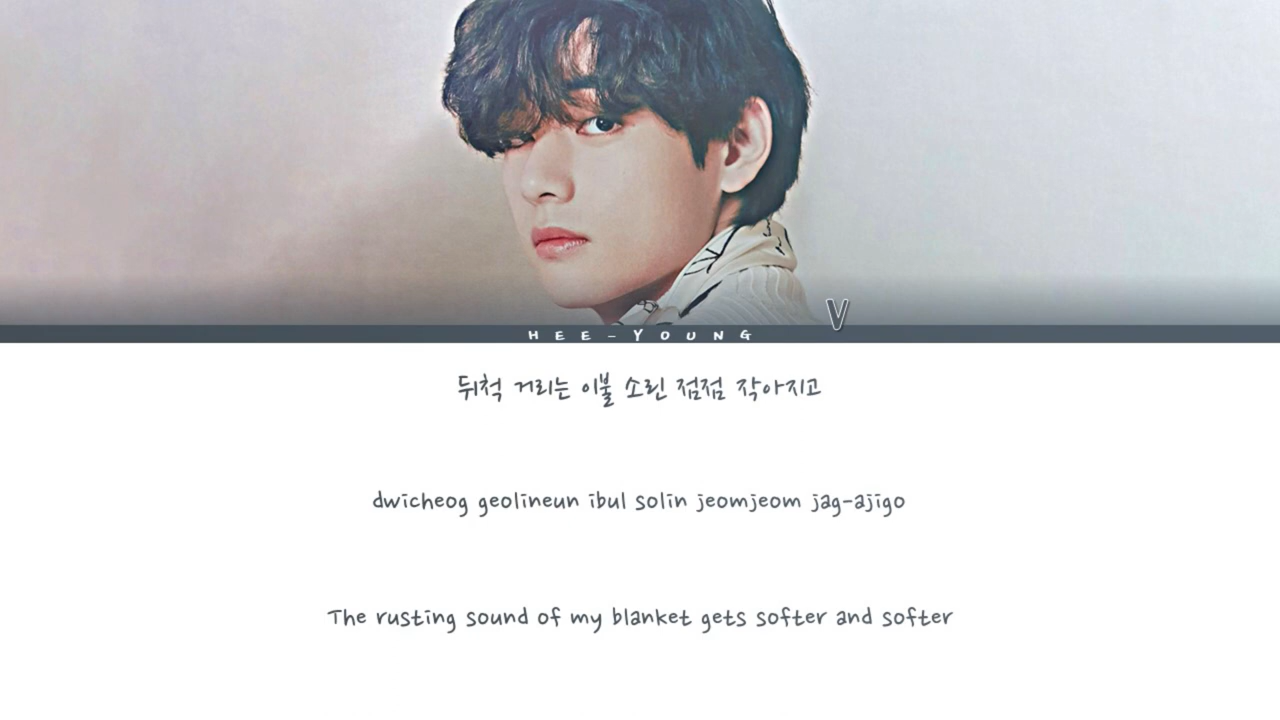 V
HEE-YOUNG
뒤척 거리는 이불 소린 점점 작아지고
dwicheog geolineun ibul solin jeomjeom jag-ajigo
The rusting sound of my blanket gets softer and softer